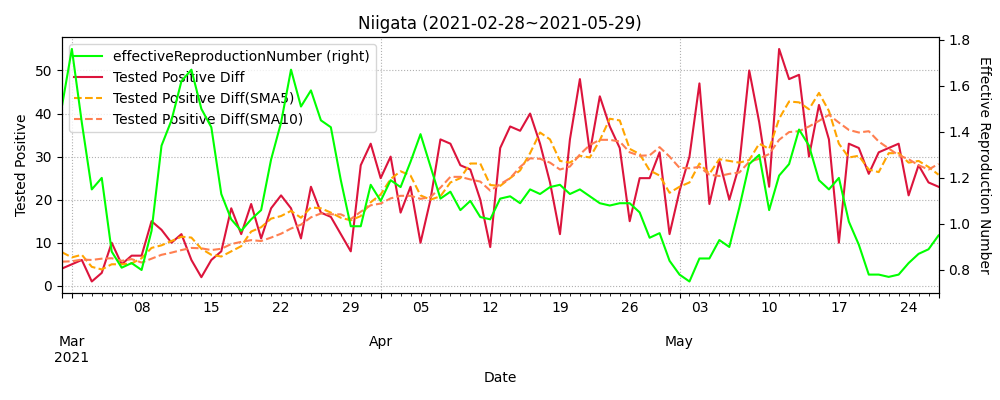 Niigata (2021-02-28~2021-05-29)
effectiveReproductionNumber (right)
Tested Positive Diff
Tested Positive Diff(SMA5)
Tested Positive Diff(SMA10)
Tested Positive
50
40
30
20
10
0
1.8
1.6
1.4
1.2
1.0
0.8
Effective Reproduction Number
08 15 22 29 05 12 19 26 03 10 17 24
Mar Apr May
2021
Date